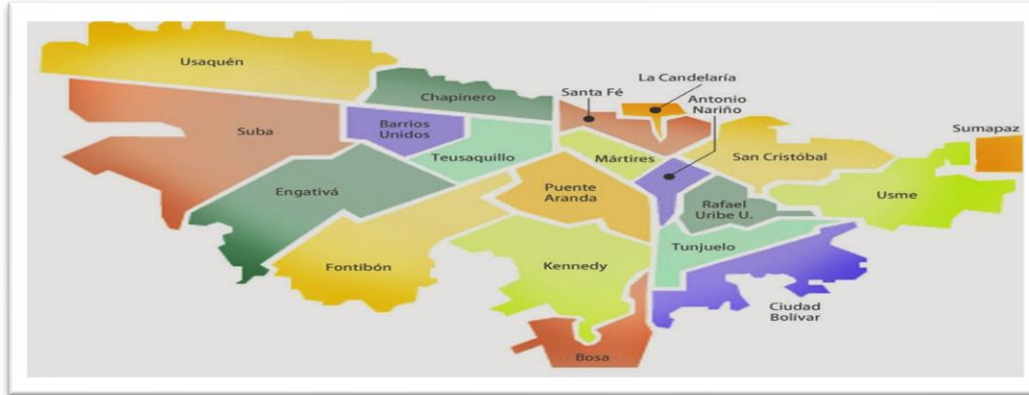 Usaquén
Chapinero
Santa Fé
La Candelaría
Antonio
Nariño
Sumapaz
Suba
Barrios
Unidos
Teusaquillo
Mártires
San Cristóbal
Engativá
Puente
Aranda
Rafael
Uribe U.
Usme
Fontibón
Kennedy
Tunjuelo
Ciudad
Bolívar
Bosa